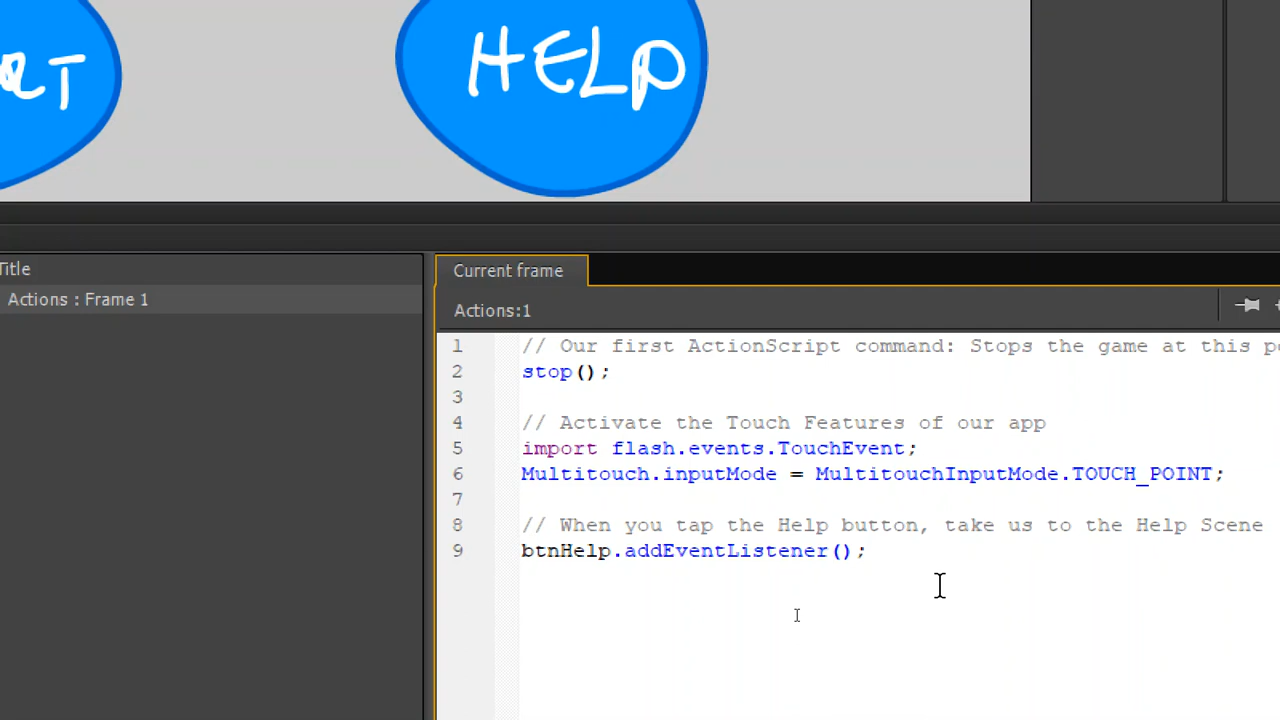 HELP
Title
Current frame
Actions : Frame 1
Actions:1
1 // Our first ActionScript command: Stops the game at this
2 stop();
3
4 // Activate the Touch Features of our app
5 import flash.events.TouchEvent;
6 Multitouch.inputMode = MultitouchInputMode.TOUCH_POINT;
7
8 // When you tap the Help button, take us to the Help Scene
9 btnHelp.addEventListener();